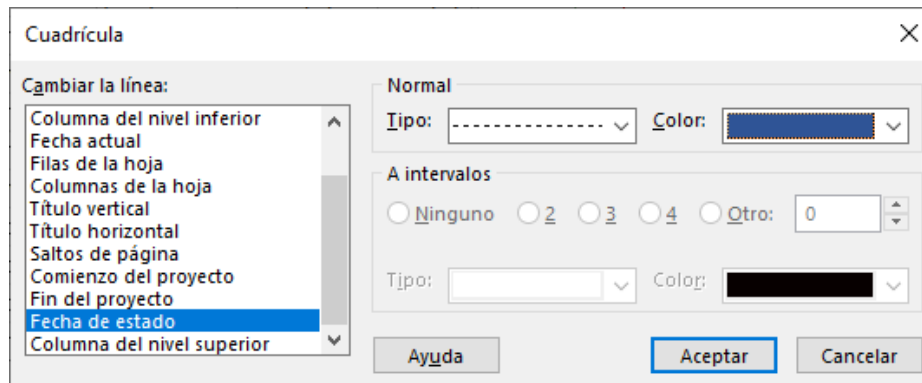 Cuadrícula
Cambiar la línea:
Columna del nivel inferior
Fecha actual
Filas de la hoja
Columnas de la hoja
Título vertical
Título horizontal
Saltos de página
Comienzo del proyecto
Fin del proyecto
Fecha de estado
Columna del nivel superior
Normal
Tipo: Color:
A intervalos
Ninguno 2 3 4 Otro: 0
Tipo: Color:
Ayuda Aceptar Cancelar